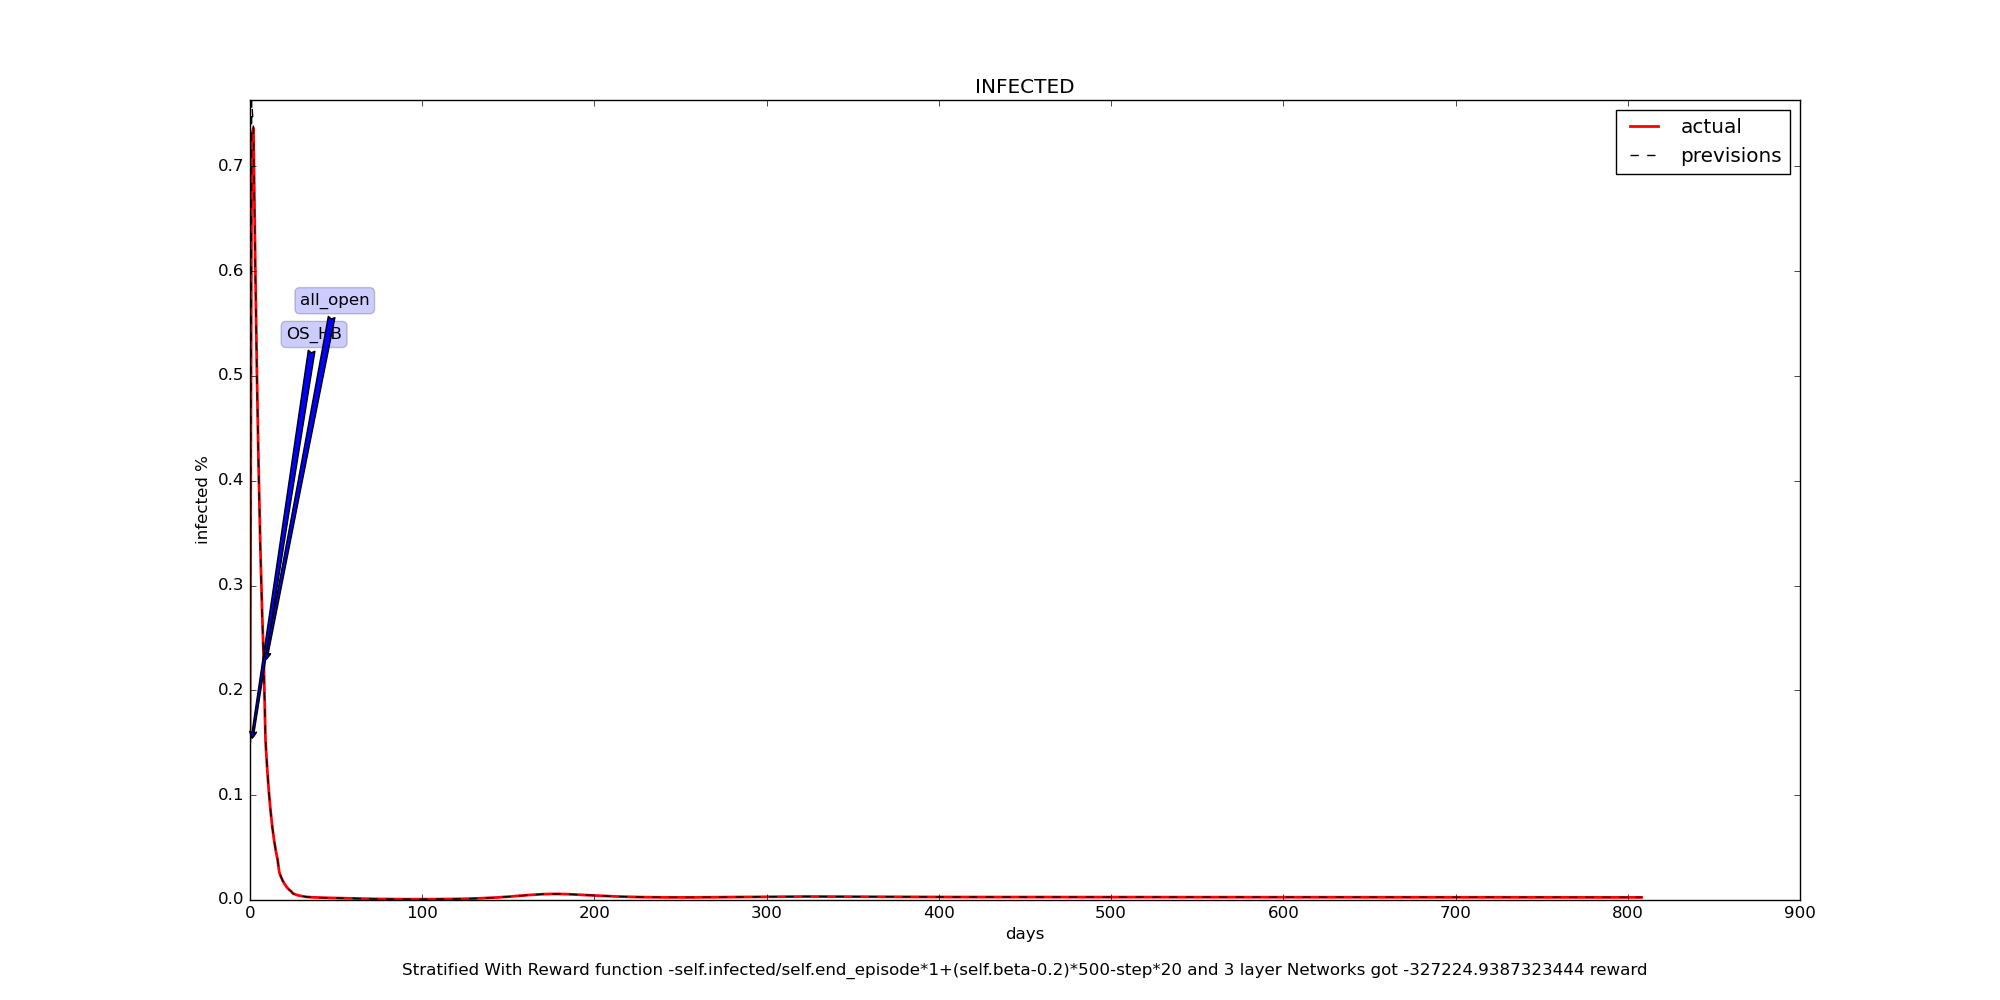 INFECTED
actual
previsions
all_open
OS_HB
infected %
0.7
0.6
0.5
0.4
0.3
0.2
0.1
0.0
0 100 200 300 400 500 600 700 800 900
days
Stratified With Reward function -self.infected/self.end_episode*1+(self.beta-0.2)*500-step*20 and 3 layer Networks got -327224.9387323444 reward